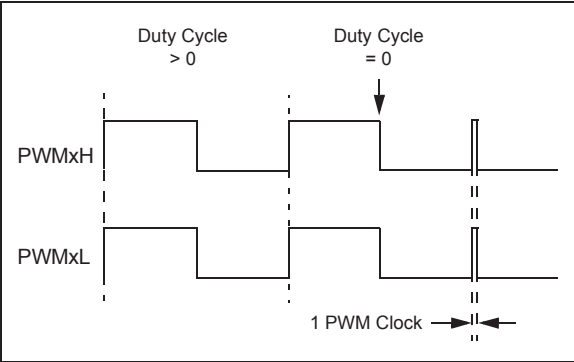 Duty Cycle
> 0
Duty Cycle
= 0
PWMxH
PWMxL
1 PWM Clock